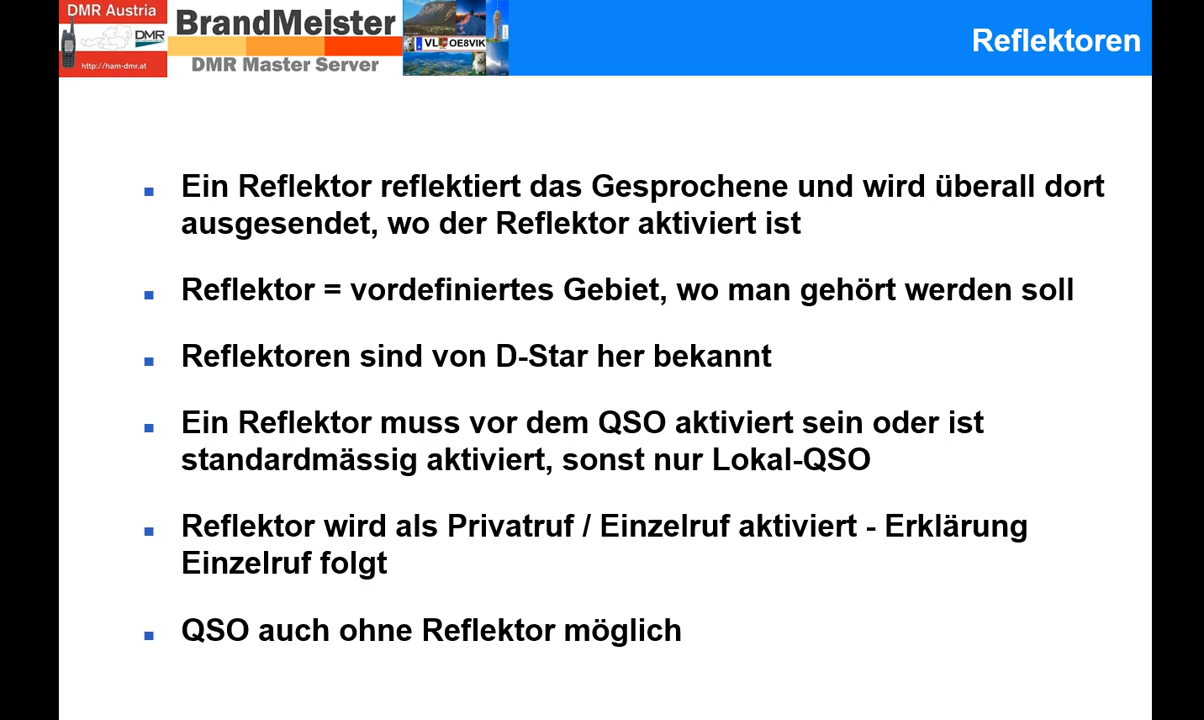 DMR Austria
DMR
http://ham-dmr.at
BrandMeister
DMR Master Server
VL OE8VIK
Reflektoren
Ein Reflektor reflektiert das Gesprochene und wird überall dort
ausgesendet, wo der Reflektor aktiviert ist
Reflektor = vordefiniertes Gebiet, wo man gehört werden soll
Reflektoren sind von D-Star her bekannt
Ein Reflektor muss vor dem QSO aktiviert sein oder ist
standardmässig aktiviert, sonst nur Lokal-QSO
Reflektor wird als Privatruf / Einzelruf aktiviert - Erklärung
Einzelruf folgt
QSO auch ohne Reflektor möglich